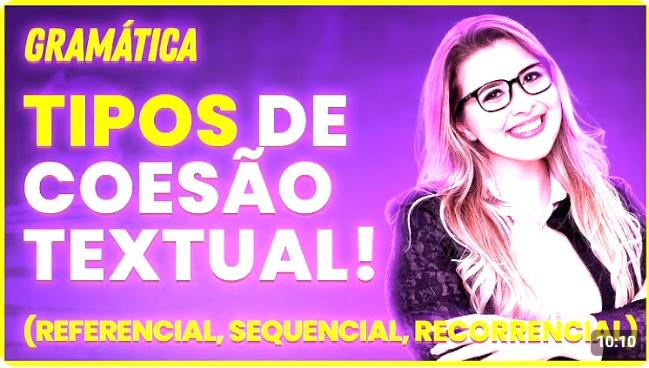 GRAMÁTICA
TIPOS DE
COESÃO
TEXTUAL!
(REFERENCIAL, SEQUENCIAL, RECORRENCIAL)
10:10